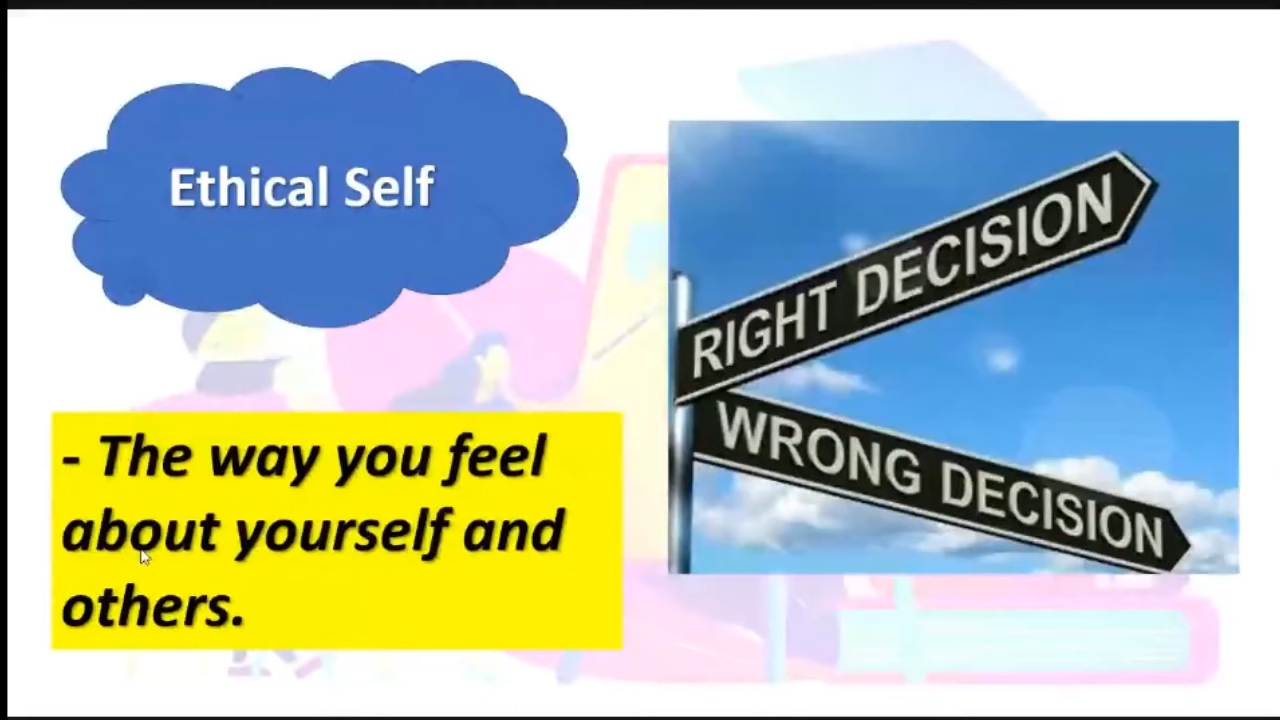 Ethical Self
- The way you feel
about yourself and
others.
RIGHT DECISION
WRONG DECISION